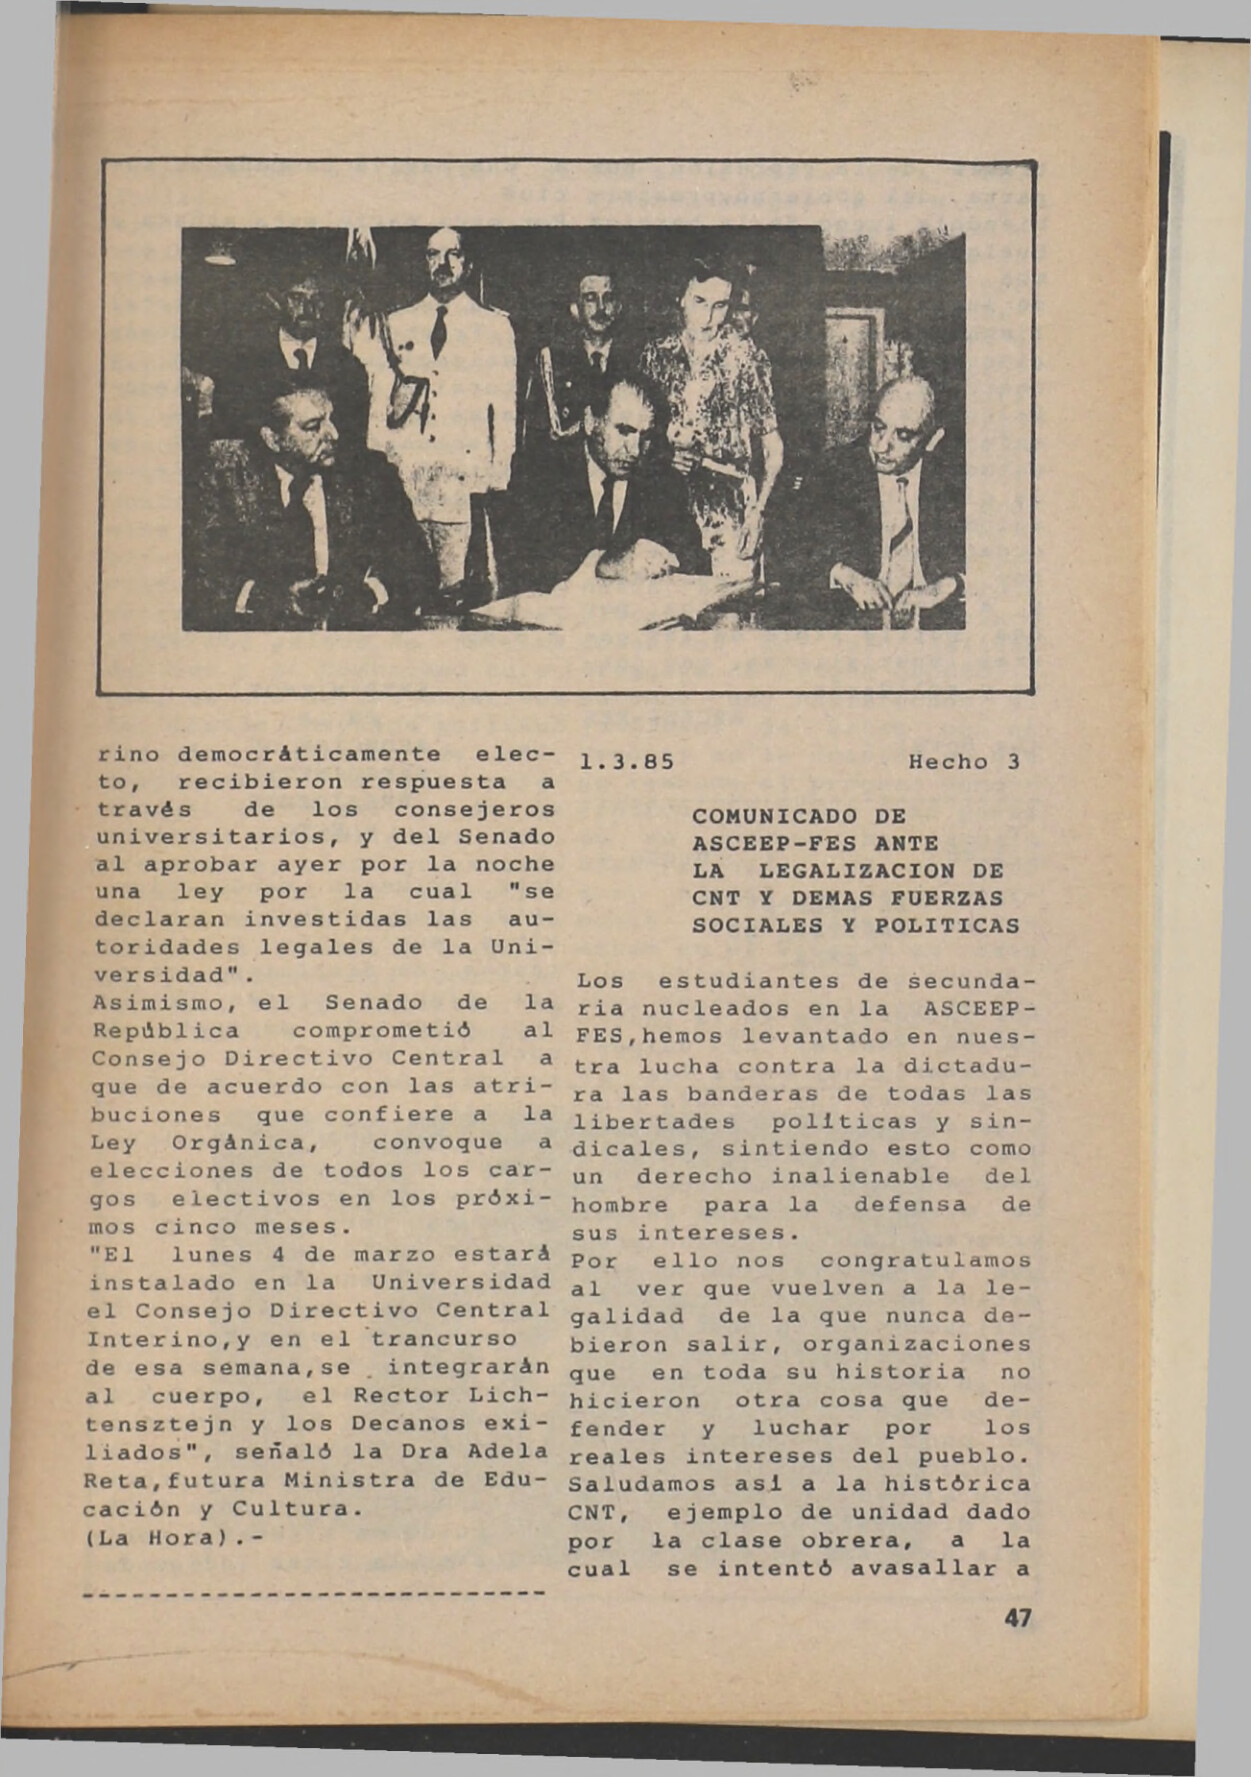 rino democráticamente elec-
to, recibieron respuesta a
través de los consejeros
universitarios, y del Senado
al aprobar ayer por la noche
una ley por la cual "se
declaran investidas las au-
toridades legales de la Uni-
versidad".
Asimismo, el Senado de la
República comprometió al
Consejo Directivo Central a
que de acuerdo con las atri-
buciones que confiere a la
Ley Orgánica, convoque a
elecciones de todos los car-
gos electivos en los próxi-
mos cinco meses.
"El lunes 4 de marzo estará
instalado en la Universidad
el Consejo Directivo Central
Interino,y en el trancurso
de esa semana,se integrarán
al cuerpo, el Rector Lich-
tensztejn y los Decanos exi-
liados", señaló la Dra Adela
Reta,futura Ministra de Edu-
cación y Cultura.
(La Hora).-
1.3.85 Hecho 3
COMUNICADO DE
ASCEEP-FES ANTE
LA LEGALIZACION DE
CNT Y DEMAS FUERZAS
SOCIALES Y POLITICAS
Los estudiantes de secunda-
ria nucleados en la ASCEEP-
FES,hemos levantado en nues-
tra lucha contra la dictadu-
ra las banderas de todas las
libertades políticas y sin-
dicales, sintiendo esto como
un derecho inalienable del
hombre para la defensa de
sus intereses.
Por ello nos congratulamos
al ver que vuelven a la le-
galidad de la que nunca de-
bieron salir, organizaciones
que en toda su historia no
hicieron otra cosa que de-
fender y luchar por los
reales intereses del pueblo.
Saludamos así a la histórica
CNT, ejemplo de unidad dado
por la clase obrera, a la
cual se intentó avasallar a
47